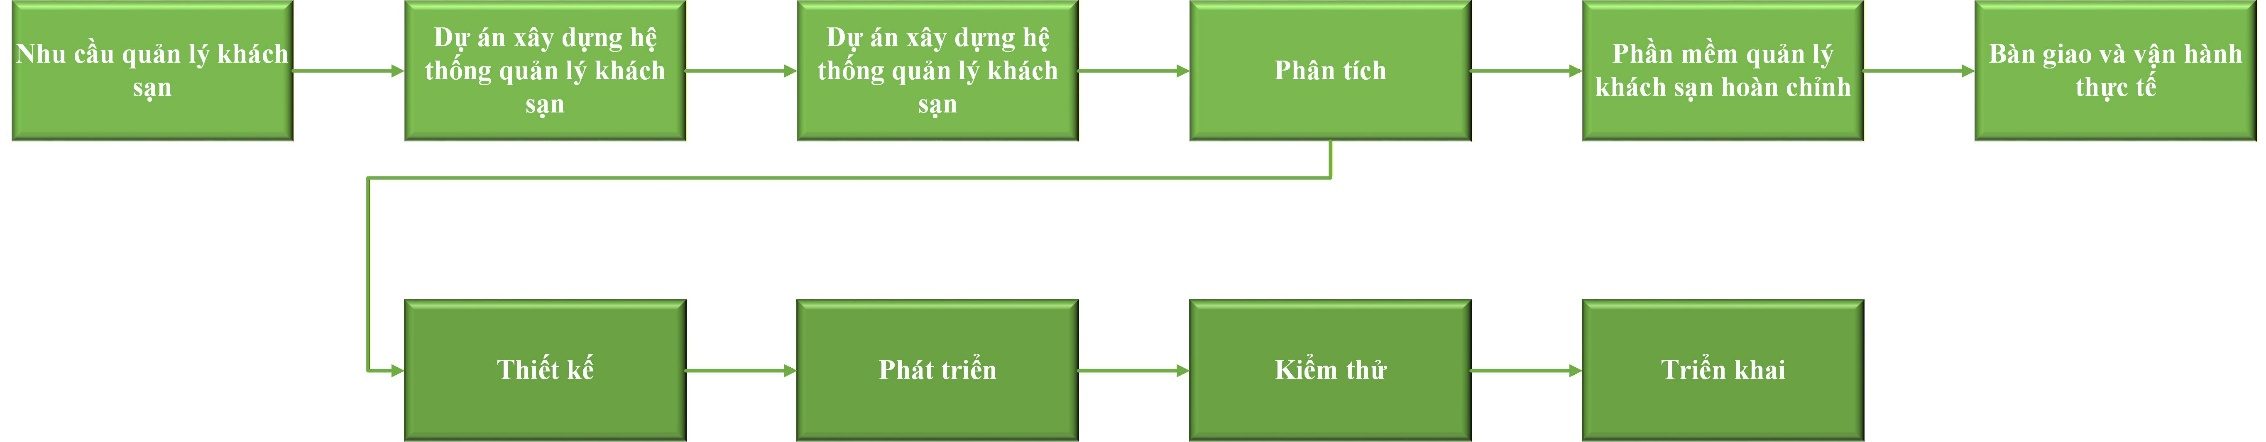 Nhu cầu quản lý khách
sạn
Dự án xây dựng hệ
thống quản lý khách
sạn
Dự án xây dựng hệ
thống quản lý khách
sạn
Phân tích
Phần mềm quản lý
khách sạn hoàn chỉnh
Bàn giao và vận hành
thực tế
Thiết kế
Phát triển
Kiểm thử
Triển khai